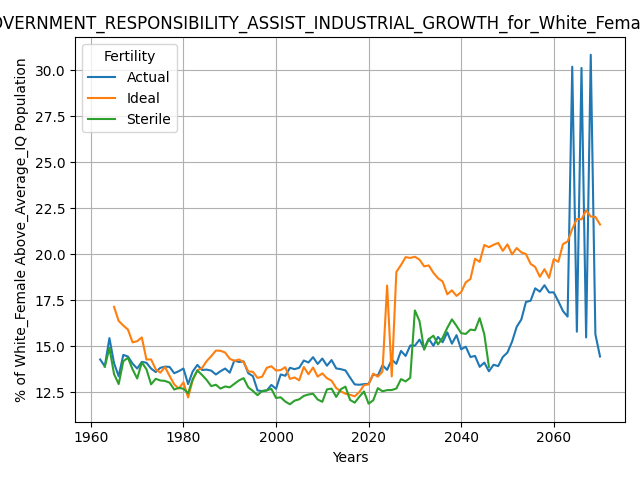 OVERNMENT_RESPONSIBILITY_ASSIST_INDUSTRIAL_GROWTH_for_White_Fema
Fertility
Actual
Ideal
Sterile
% of White_Female Above_Average_IQ Population
30.0
27.5
25.0
22.5
20.0
17.5
15.0
12.5
1960
1980
2000
2020
2040
2060
Years